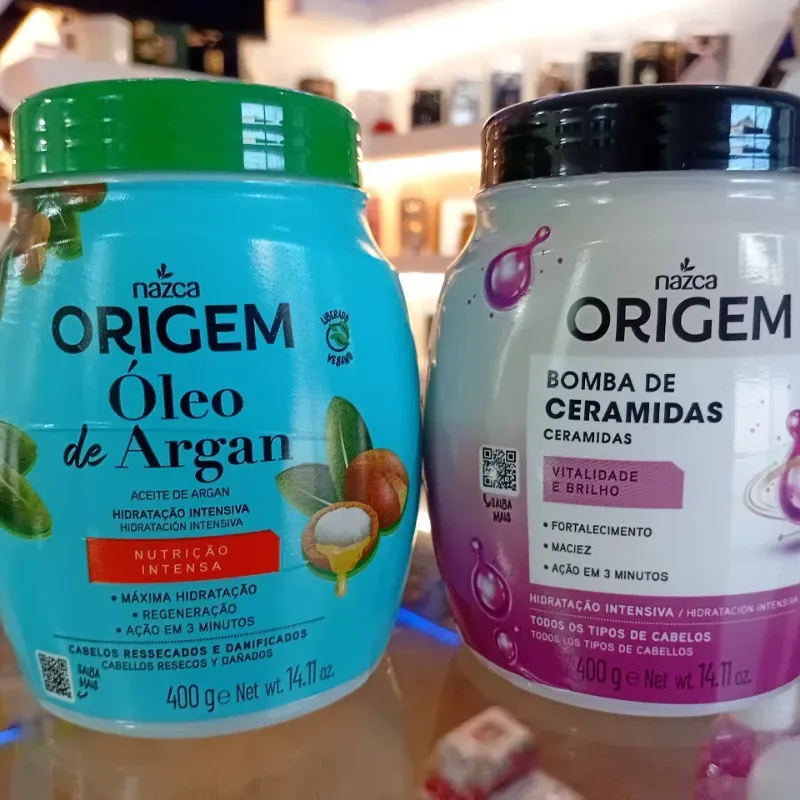 nazca
ORIGEM
LIBERADO
VEGANO
Óleo
de Argan
ACEITE DE ARGAN
HIDRATAÇÃO INTENSIVA
HIDRATACIÓN INTENSIVA
NUTRIÇÃO
INTENSA
• MÁXIMA HIDRATAÇÃO
• REGENERAÇÃO
• AÇÃO EM 3 MINUTOS
CABELOS RESSECADOS E DANIFICADOS
CABELLOS RESECOS Y DAÑADOS
SAIBA
MAIS
400 g e Net wt. 14.11 oz.
nazca
ORIGEM
BOMBA DE
CERAMIDAS
CERAMIDAS
VITALIDADE
E BRILHO
SAIBA
MAIS
• FORTALECIMENTO
• MACIEZ
• AÇÃO EM 3 MINUTOS
HIDRATAÇÃO INTENSIVA / HIDRATACIÓN INTENSIVA
TODOS OS TIPOS DE CABELOS
TODOS LOS TIPOS DE CABELLOS
400 g e Net wt. 14.11 oz.